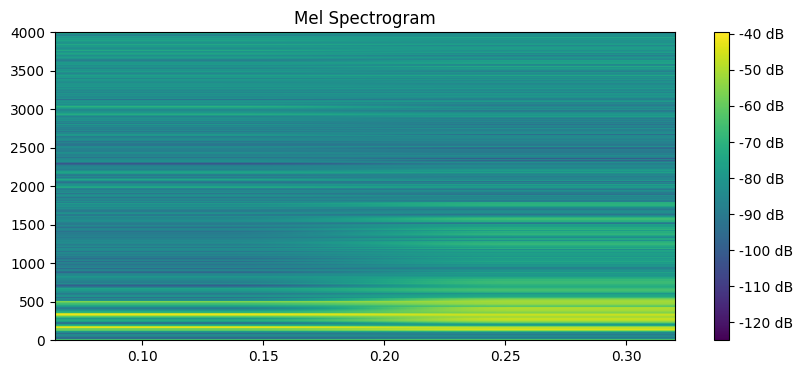 Mel Spectrogram
4000
3500
3000
2500
2000
1500
1000
500
0
0.10 0.15 0.20 0.25 0.30
-40 dB
-50 dB
-60 dB
-70 dB
-80 dB
-90 dB
-100 dB
-110 dB
-120 dB